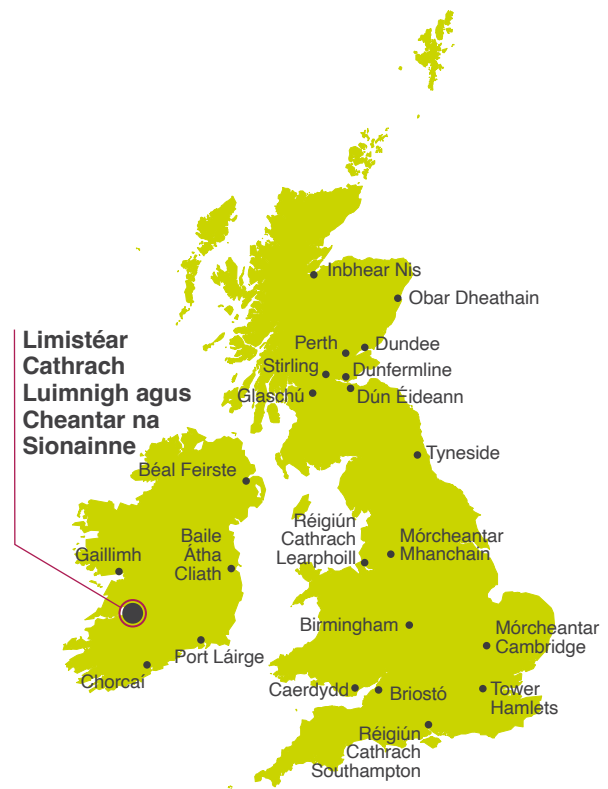 Inbhear Nis
Obar Dheathain
Limistéar
Cathrach
Luimnigh agus
Cheantar na
Sionainne
Perth
Dundee
Stirling
Dunfermline
Glaschú
Dún Éideann
Tyneside
Béal Feirste
Réigiún
Cathrach
Learphoill
Mórcheantar
Mhanchain
Baile
Átha
Cliath
Gaillimh
Birmingham
Mórcheantar
Cambridge
Port Láirge
Chorcaí
Caerdydd
Briostó
Tower
Hamlets
Réigiún
Cathrach
Southampton